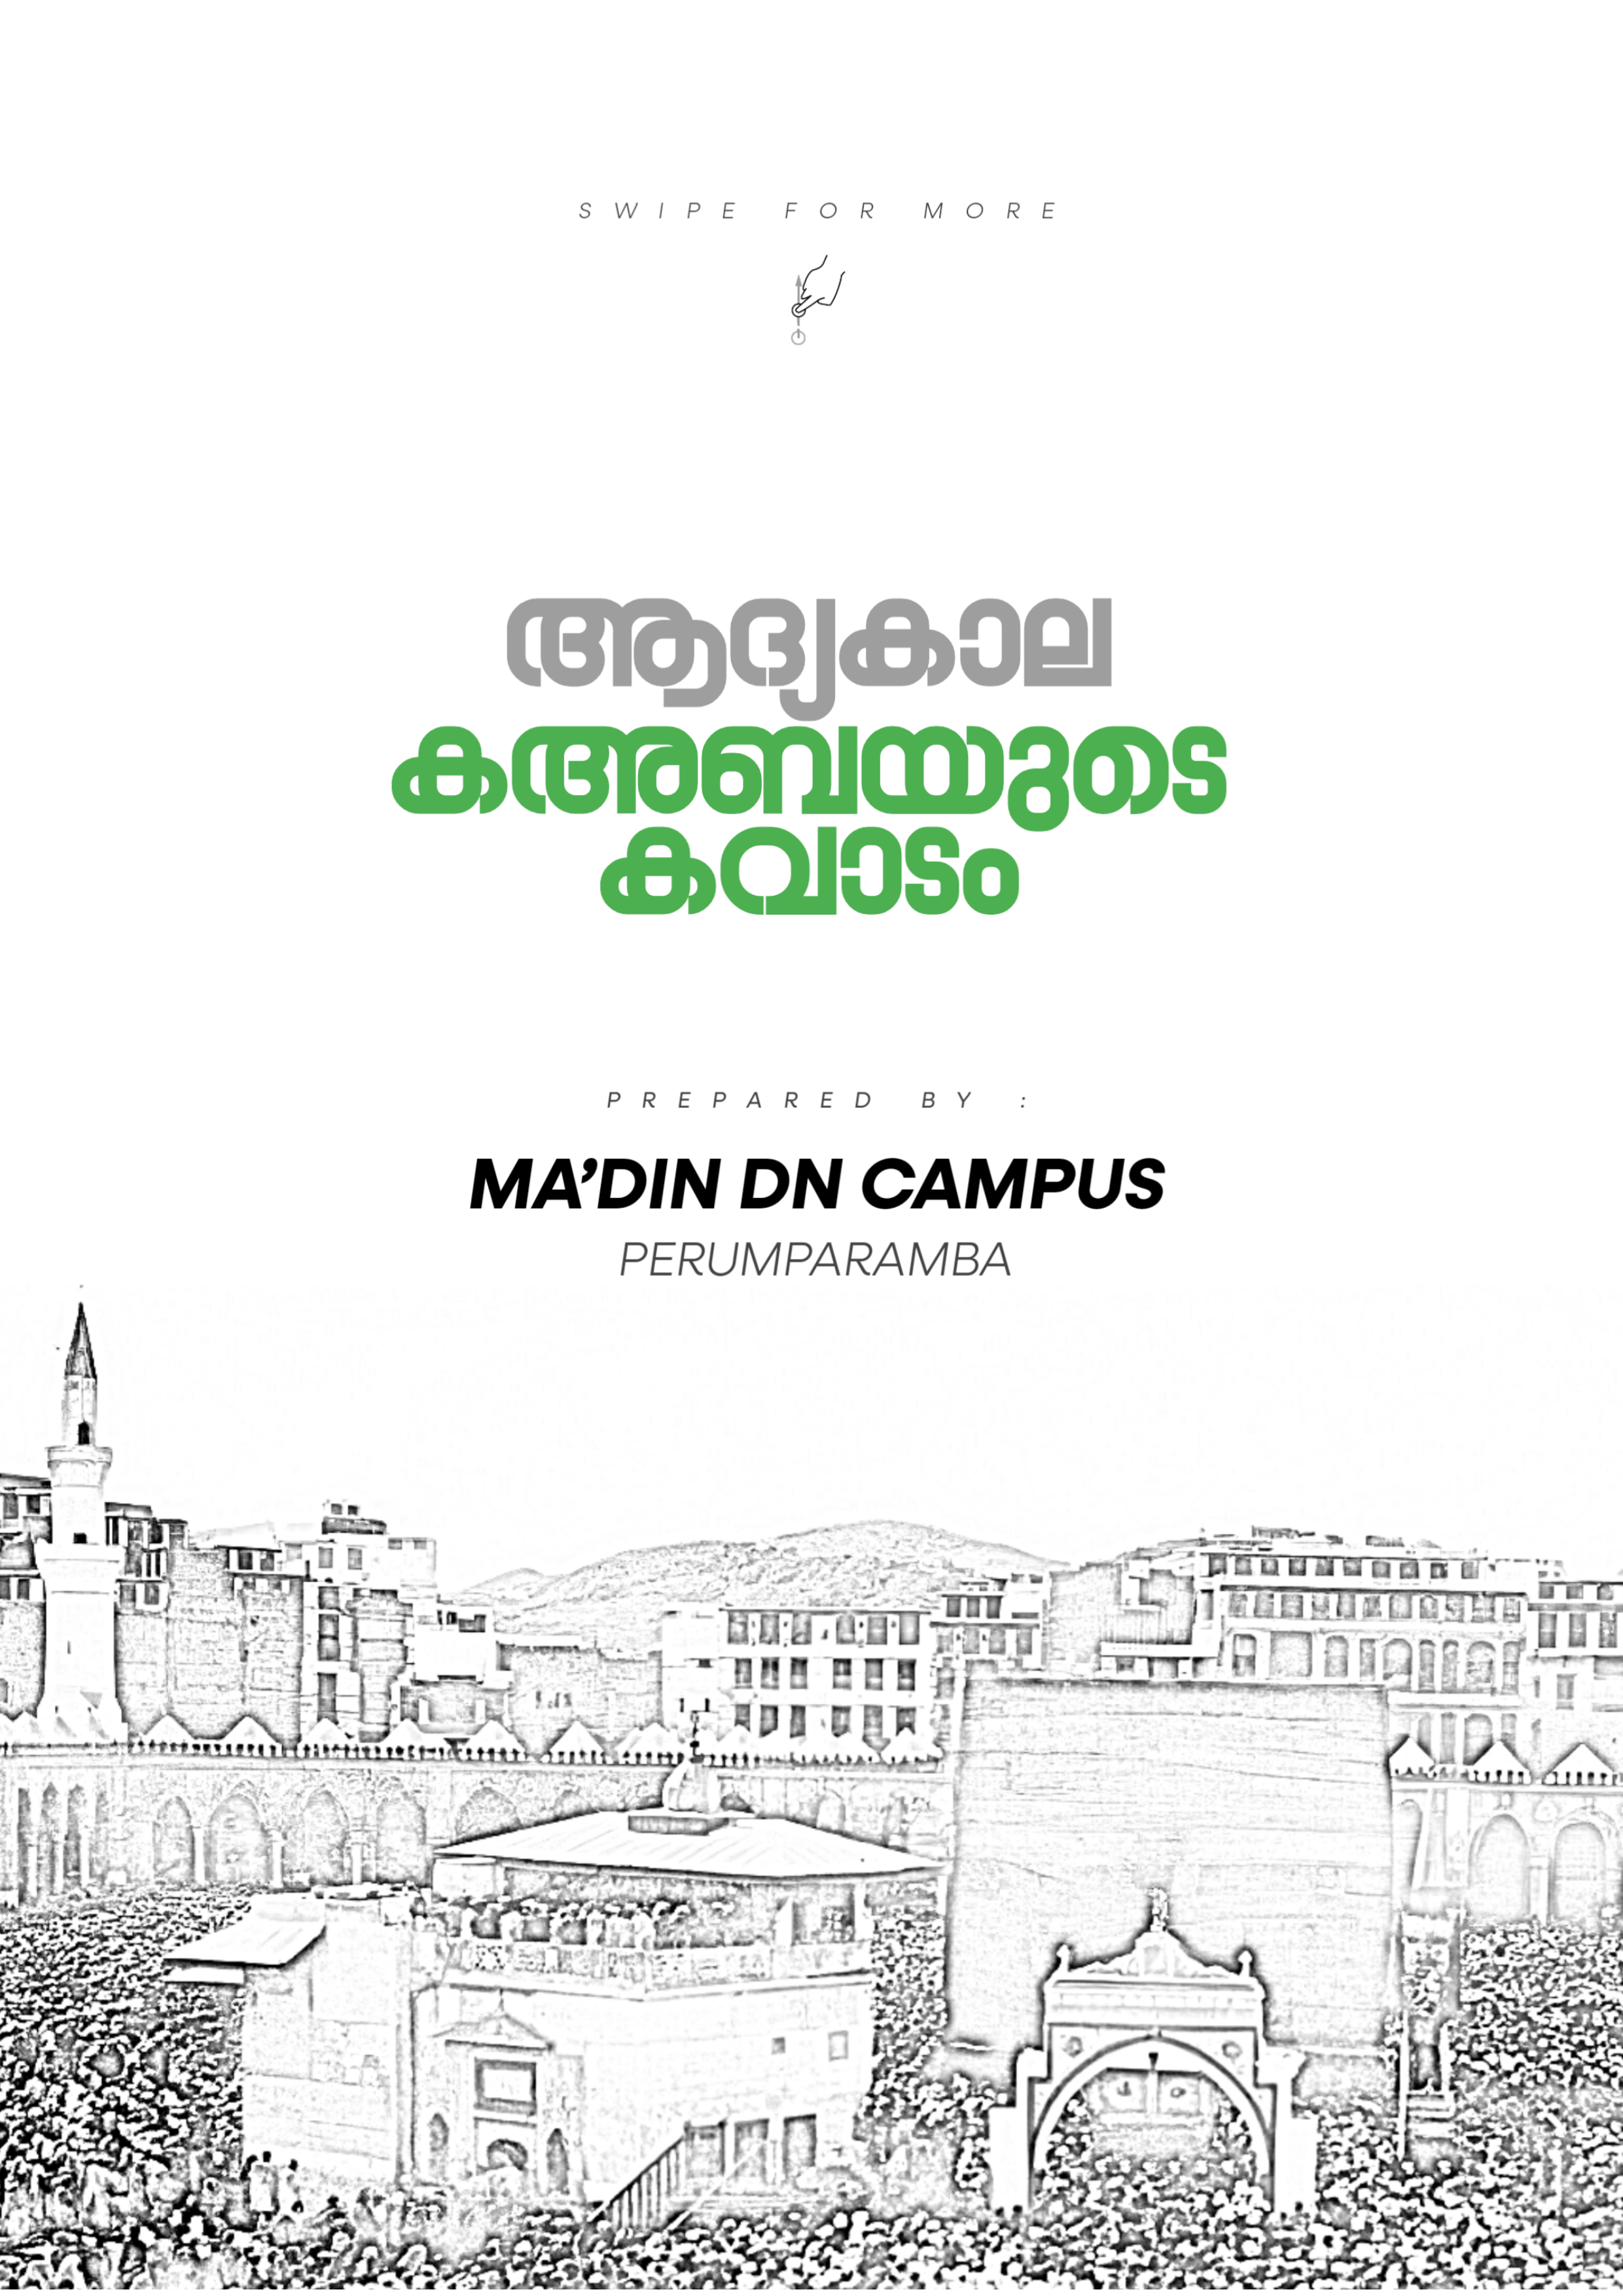 SWIPE FOR MORE
ആദ്യകാല
കഅബയുടെ
കവാടം
PREPARED BY :
MA’DIN DN CAMPUS
PERUMPARAMBA